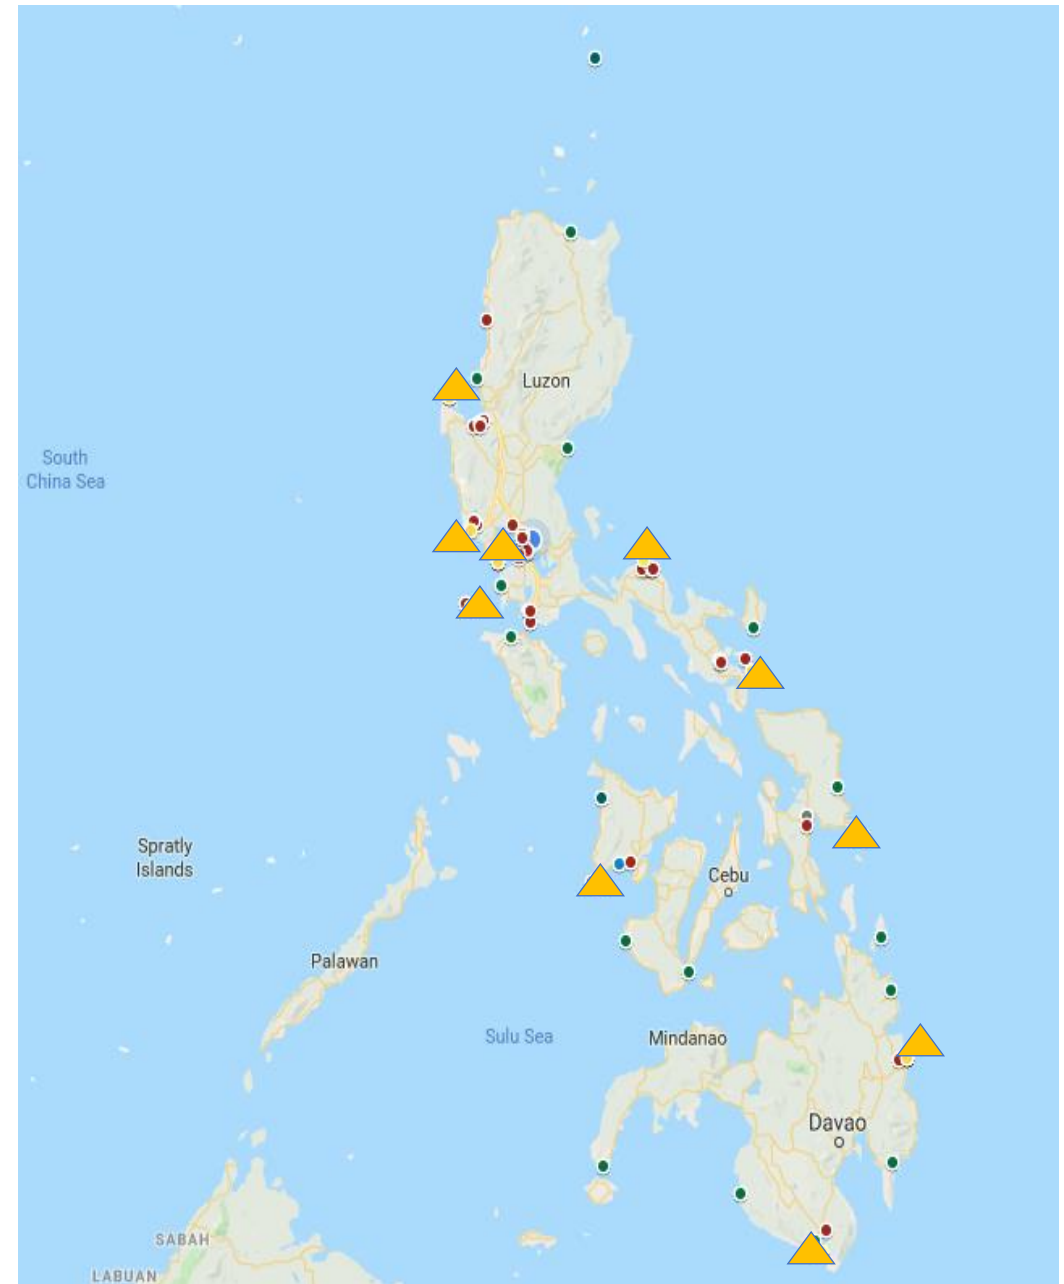 Luzon
South
China Sea
Spratly
Islands
Cebu
Palawan
Sulu Sea
Mindanao
Davao
SABAH
LABUAN